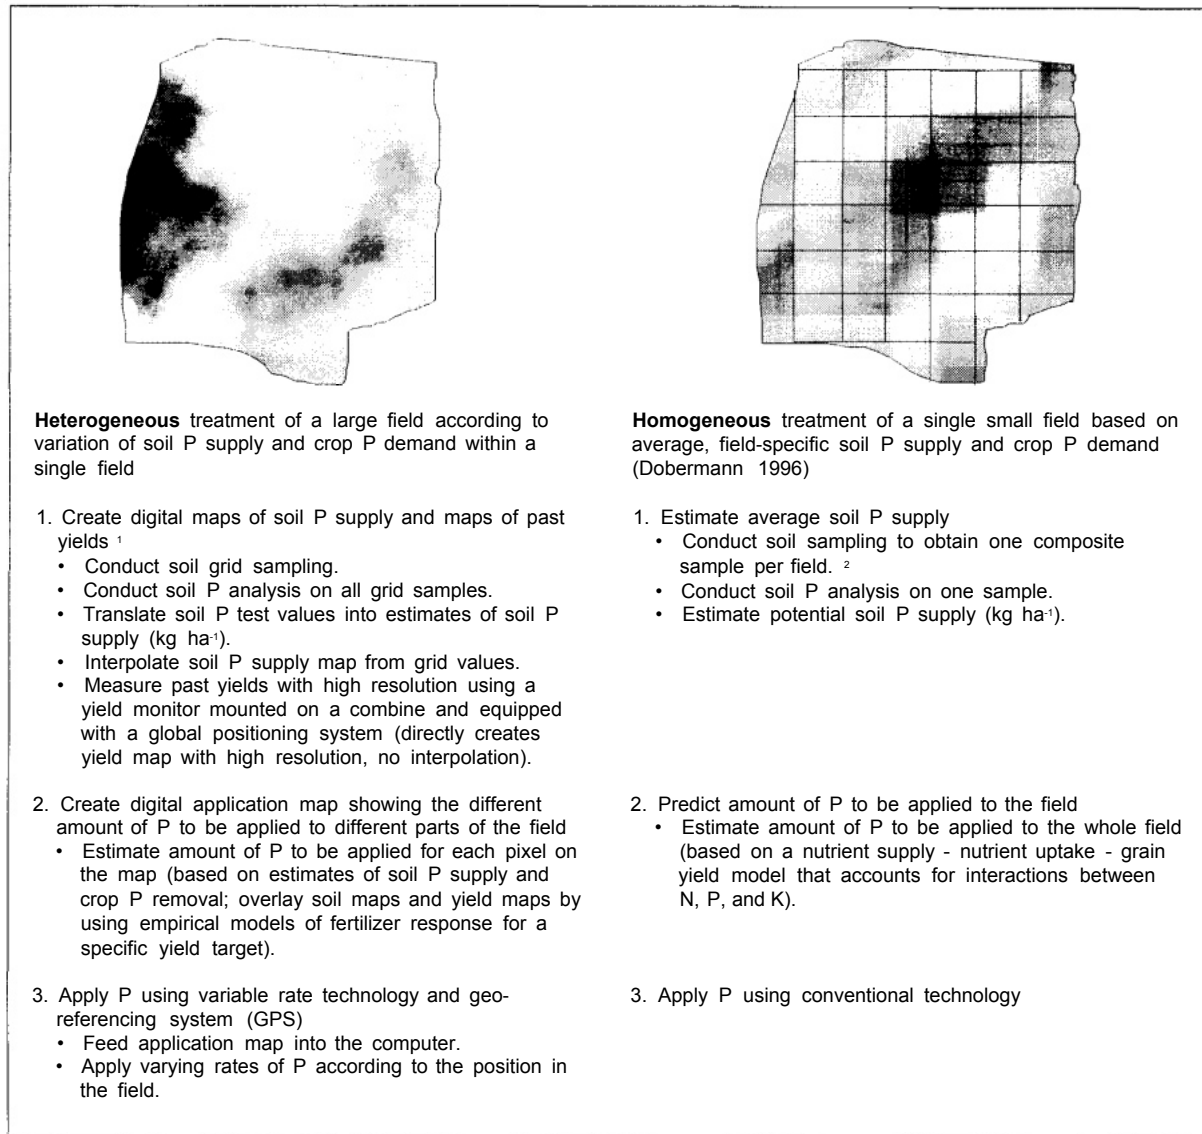 Heterogeneous treatment of a large field according to
variation of soil P supply and crop P demand within a
single field
1. Create digital maps of soil P supply and maps of past
yields 1
• Conduct soil grid sampling.
• Conduct soil P analysis on all grid samples.
• Translate soil P test values into estimates of soil P
supply (kg ha-1).
• Interpolate soil P supply map from grid values.
• Measure past yields with high resolution using a
yield monitor mounted on a combine and equipped
with a global positioning system (directly creates
yield map with high resolution, no interpolation).
2. Create digital application map showing the different
amount of P to be applied to different parts of the field
• Estimate amount of P to be applied for each pixel on
the map (based on estimates of soil P supply and
crop P removal; overlay soil maps and yield maps by
using empirical models of fertilizer response for a
specific yield target).
3. Apply P using variable rate technology and geo-
referencing system (GPS)
• Feed application map into the computer.
• Apply varying rates of P according to the position in
the field.
Homogeneous treatment of a single small field based on
average, field-specific soil P supply and crop P demand
(Dobermann 1996)
1. Estimate average soil P supply
• Conduct soil sampling to obtain one composite
sample per field. 2
• Conduct soil P analysis on one sample.
• Estimate potential soil P supply (kg ha-1).
2. Predict amount of P to be applied to the field
• Estimate amount of P to be applied to the whole field
(based on a nutrient supply - nutrient uptake - grain
yield model that accounts for interactions between
N, P, and K).
3. Apply P using conventional technology